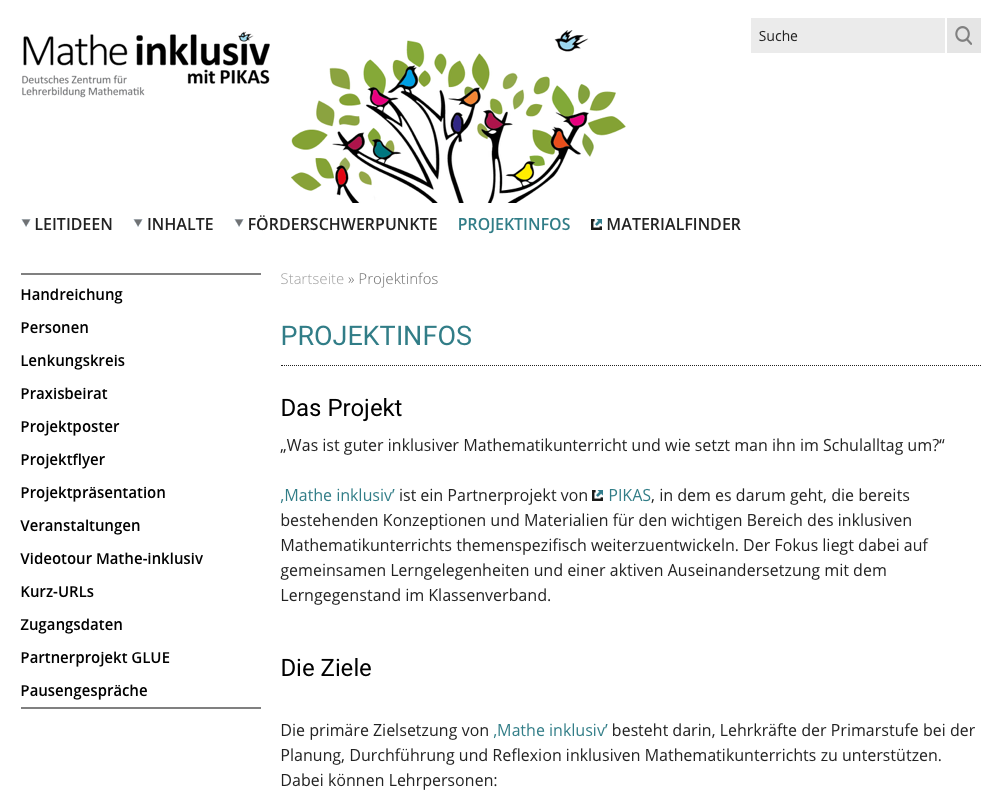 Mathe inklusiv
mit PIKAS
Deutsches Zentrum für
Lehrerbildung Mathematik
Suche
LEITIDEEN INHALTE FÖRDERSCHWERPUNKTE PROJEKTINFOS MATERIALFINDER
Handreichung
Personen
Lenkungskreis
Praxisbeirat
Projektposter
Projektflyer
Projektpräsentation
Veranstaltungen
Videotour Mathe-inklusiv
Kurz-URLs
Zugangsdaten
Partnerprojekt GLUE
Pausengespräche
Startseite » Projektinfos
PROJEKTINFOS
Das Projekt
„Was ist guter inklusiver Mathematikunterricht und wie setzt man ihn im Schulalltag um?“
‚Mathe inklusiv’ ist ein Partnerprojekt von PIKAS, in dem es darum geht, die bereits
bestehenden Konzeptionen und Materialien für den wichtigen Bereich des inklusiven
Mathematikunterrichts themenspezifisch weiterzuentwickeln. Der Fokus liegt dabei auf
gemeinsamen Lerngelegenheiten und einer aktiven Auseinandersetzung mit dem
Lerngegenstand im Klassenverband.
Die Ziele
Die primäre Zielsetzung von ‚Mathe inklusiv’ besteht darin, Lehrkräfte der Primarstufe bei der
Planung, Durchführung und Reflexion inklusiven Mathematikunterrichts zu unterstützen.
Dabei können Lehrpersonen: